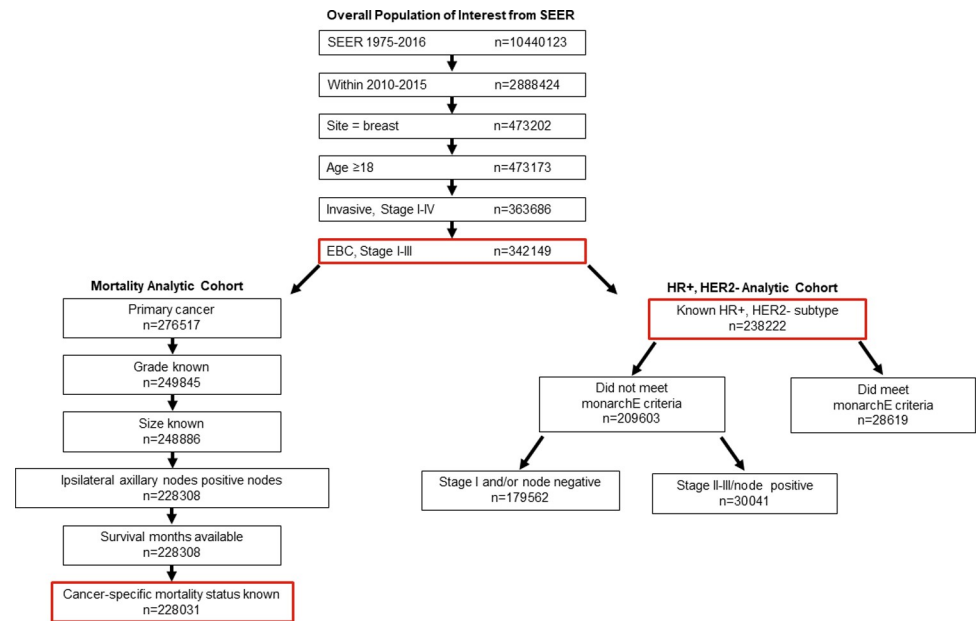 Overall Population of Interest from SEER
SEER 1975-2016 n=10440123
Within 2010-2015 n=2888424
Site = breast n=473202
Age ≥18 n=473173
Invasive, Stage I-IV n=363686
EBC, Stage I-III n=342149
Mortality Analytic Cohort
Primary cancer
n=276517
Grade known
n=249845
Size known
n=248886
Ipsilateral axillary nodes positive nodes
n=228308
Survival months available
n=228308
Cancer-specific mortality status known
n=228031
HR+, HER2- Analytic Cohort
Known HR+, HER2- subtype
n=238222
Did not meet
monarchE criteria
n=209603
Did meet
monarchE criteria
n=28619
Stage I and/or node negative
n=179562
Stage II-III/node positive
n=30041